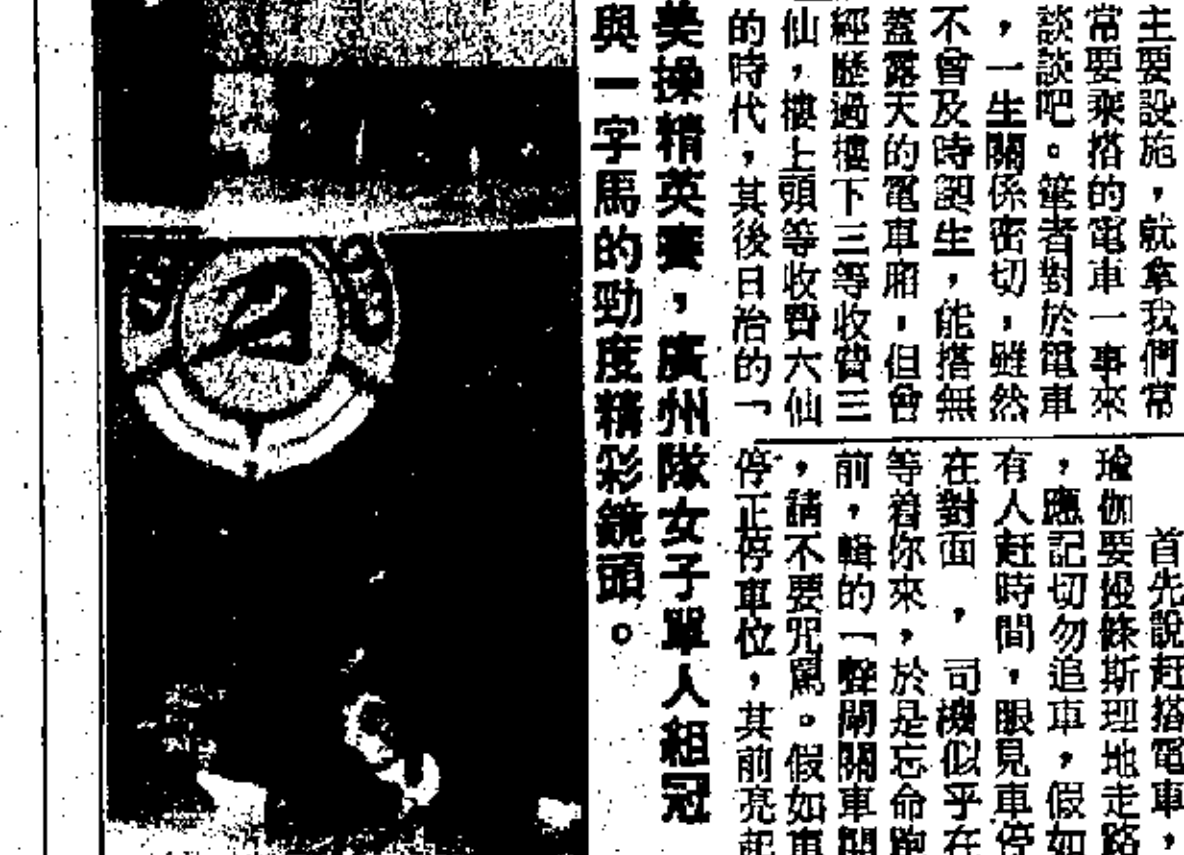 主要設施，就拿我們常
常要乘搭的電車一事來
談談吧。筆者對於電車
，一生關係密切，雖然
不會及時誕生，能搭無
蓋露天的電車廂，但曾
經歷過樓下三等收費三
仙，樓上頭等收費六仙
的時代，其後日治的「
首先說趕搭電車，
瑜伽要慢條斯理地走路
，應記切勿追車，假如
有人趕時間，眼見車停
在對面，司機似乎在
等着你來，於是忘命跑
前，輯的「聲閘關車開
，請不要咒罵。假如車
停正停車位，其前亮起
美操精英賽，廣州隊女子單人組冠
與一字馬的勁度精彩鏡頭。